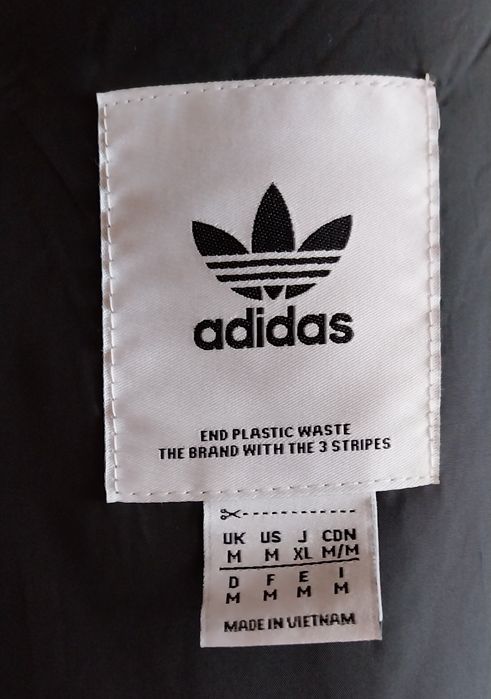 adidas
END PLASTIC WASTE
THE BRAND WITH THE 3 STRIPES
UK US J CDN
M M XL M/M
D F E I
M M M M
MADE IN VIETNAM